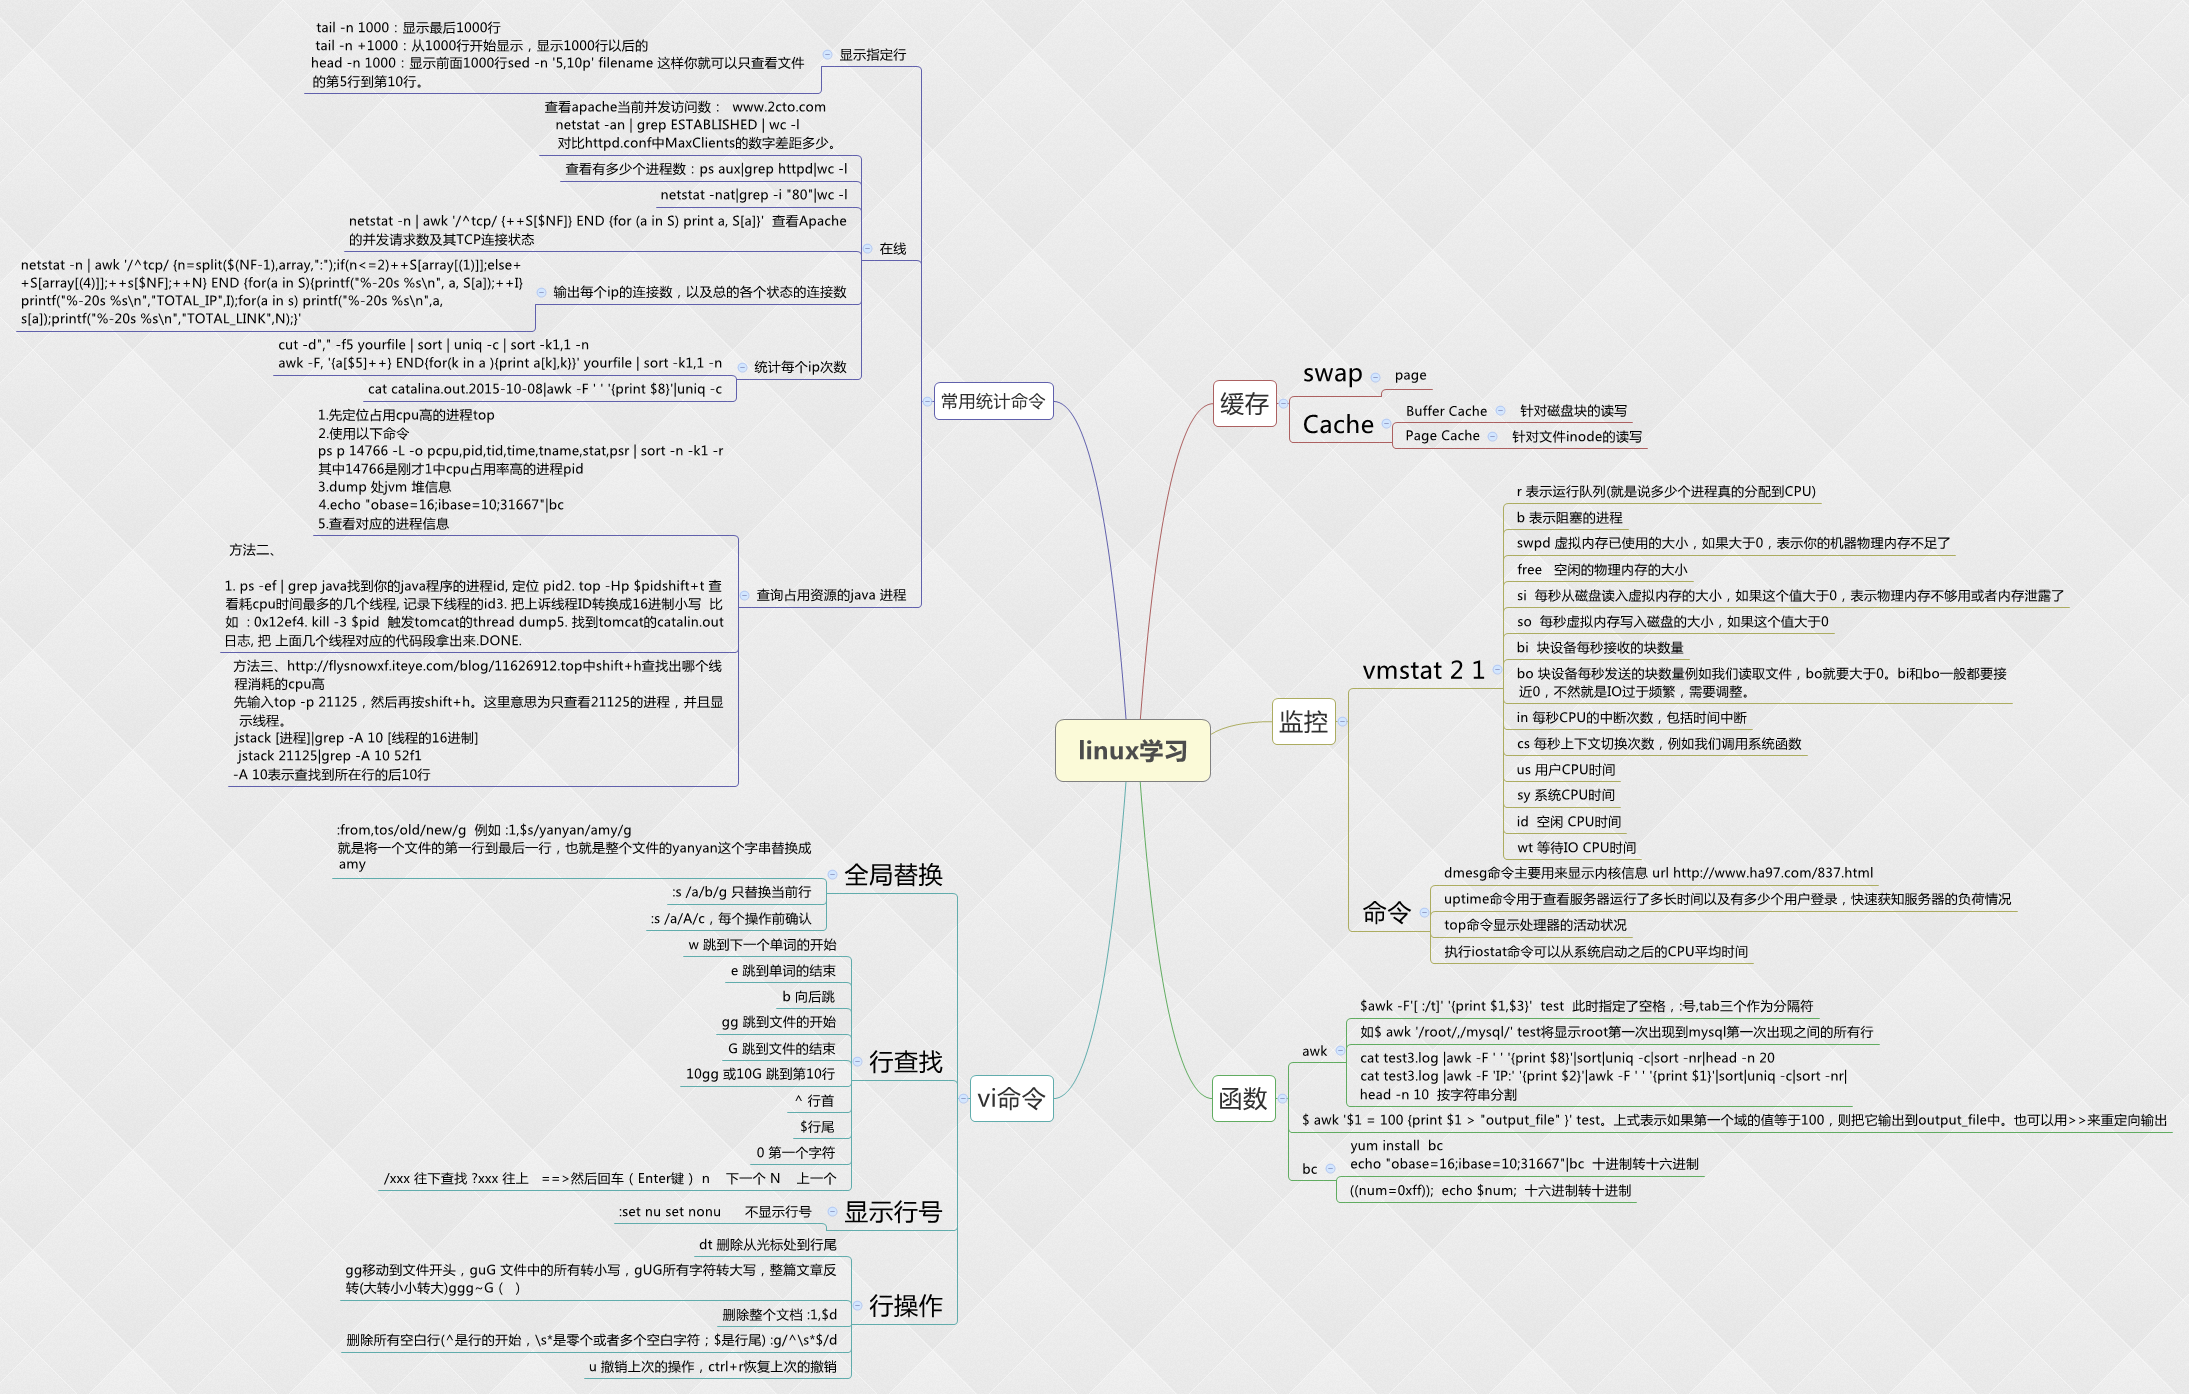 linux学习
常用统计命令
显示指定行
tail -n 1000：显示最后1000行
tail -n +1000：从1000行开始显示，显示1000行以后的
head -n 1000：显示前面1000行sed -n '5,10p' filename 这样你就可以只查看文件
的第5行到第10行。
在线
查看apache当前并发访问数： www.2cto.com
netstat -an | grep ESTABLISHED | wc -l
对比httpd.conf中MaxClients的数字差距多少。
查看有多少个进程数：ps aux|grep httpd|wc -l
netstat -nat|grep -i "80"|wc -l
netstat -n | awk '/^tcp/ {++S[$NF]} END {for (a in S) print a, S[a]}' 查看Apache
的并发请求数及其TCP连接状态
输出每个ip的连接数，以及总的各个状态的连接数
netstat -n | awk '/^tcp/ {n=split($(NF-1),array,":");if(n<=2)++S[array[(1)]];else+
+S[array[(4)]];++s[$NF];++N} END {for(a in S){printf("%-20s %s\n", a, S[a]);++I}
printf("%-20s %s\n","TOTAL_IP",I);for(a in s) printf("%-20s %s\n",a,
s[a]);printf("%-20s %s\n","TOTAL_LINK",N);}'
统计每个ip次数
cut -d"," -f5 yourfile | sort | uniq -c | sort -k1,1 -n
awk -F, '{a[$5]++} END{for(k in a ){print a[k],k}}' yourfile | sort -k1,1 -n
cat catalina.out.2015-10-08|awk -F ' ' '{print $8}'|uniq -c
查询占用资源的java 进程
1.先定位占用cpu高的进程top
2.使用以下命令
ps p 14766 -L -o pcpu,pid,tid,time,tname,stat,psr | sort -n -k1 -r
其中14766是刚才1中cpu占用率高的进程pid
3.dump 处jvm 堆信息
4.echo "obase=16;ibase=10;31667"|bc
5.查看对应的进程信息
方法二、
1. ps -ef | grep java找到你的java程序的进程id, 定位 pid2. top -Hp $pidshift+t 查
看耗cpu时间最多的几个线程, 记录下线程的id3. 把上诉线程ID转换成16进制小写 比
如 : 0x12ef4. kill -3 $pid 触发tomcat的thread dump5. 找到tomcat的catalin.out
日志, 把 上面几个线程对应的代码段拿出来.DONE.
方法三、http://flysnowxf.iteye.com/blog/11626912.top中shift+h查找出哪个线
程消耗的cpu高
先输入top -p 21125，然后再按shift+h。这里意思为只查看21125的进程，并且显
示线程。
jstack [进程]|grep -A 10 [线程的16进制]
jstack 21125|grep -A 10 52f1
-A 10表示查找到所在行的后10行
vi命令
全局替换
:from,tos/old/new/g 例如 :1,$s/yanyan/amy/g
就是将一个文件的第一行到最后一行，也就是整个文件的yanyan这个字串替换成
amy
:s /a/b/g 只替换当前行
:s /a/A/c，每个操作前确认
行查找
w 跳到下一个单词的开始
e 跳到单词的结束
b 向后跳
gg 跳到文件的开始
G 跳到文件的结束
10gg 或10G 跳到第10行
^ 行首
$行尾
0 第一个字符
/xxx 往下查找 ?xxx 往上 ==>然后回车（Enter键） n 下一个 N 上一个
显示行号
:set nu set nonu 不显示行号
行操作
dt 删除从光标处到行尾
gg移动到文件开头，guG 文件中的所有转小写，gUG所有字符转大写，整篇文章反
转(大转小小转大)ggg~G（ ）
删除整个文档 :1,$d
删除所有空白行(^是行的开始，\s*是零个或者多个空白字符；$是行尾) :g/^\s*$/d
u 撤销上次的操作，ctrl+r恢复上次的撤销
缓存
swap
page
Cache
Buffer Cache
针对磁盘块的读写
Page Cache
针对文件inode的读写
监控
vmstat 2 1
r 表示运行队列(就是说多少个进程真的分配到CPU)
b 表示阻塞的进程
swpd 虚拟内存已使用的大小，如果大于0，表示你的机器物理内存不足了
free 空闲的物理内存的大小
si 每秒从磁盘读入虚拟内存的大小，如果这个值大于0，表示物理内存不够用或者内存泄露了
so 每秒虚拟内存写入磁盘的大小，如果这个值大于0
bi 块设备每秒接收的块数量
bo 块设备每秒发送的块数量例如我们读取文件，bo就要大于0。bi和bo一般都要接
近0，不然就是IO过于频繁，需要调整。
in 每秒CPU的中断次数，包括时间中断
cs 每秒上下文切换次数，例如我们调用系统函数
us 用户CPU时间
sy 系统CPU时间
id 空闲 CPU时间
wt 等待IO CPU时间
命令
dmesg命令主要用来显示内核信息 url http://www.ha97.com/837.html
uptime命令用于查看服务器运行了多长时间以及有多少个用户登录，快速获知服务器的负荷情况
top命令显示处理器的活动状况
执行iostat命令可以从系统启动之后的CPU平均时间
函数
awk
$awk -F'[ :/t]' '{print $1,$3}' test 此时指定了空格，:号,tab三个作为分隔符
如$ awk '/root/,/mysql/' test将显示root第一次出现到mysql第一次出现之间的所有行
cat test3.log |awk -F ' ' '{print $8}'|sort|uniq -c|sort -nr|head -n 20
cat test3.log |awk -F 'IP:' '{print $2}'|awk -F ' ' '{print $1}'|sort|uniq -c|sort -nr|
head -n 10 按字符串分割
$ awk '$1 = 100 {print $1 > "output_file" }' test。上式表示如果第一个域的值等于100，则把它输出到output_file中。也可以用>>来重定向输出
bc
yum install bc
echo "obase=16;ibase=10;31667"|bc 十进制转十六进制
((num=0xff)); echo $num; 十六进制转十进制